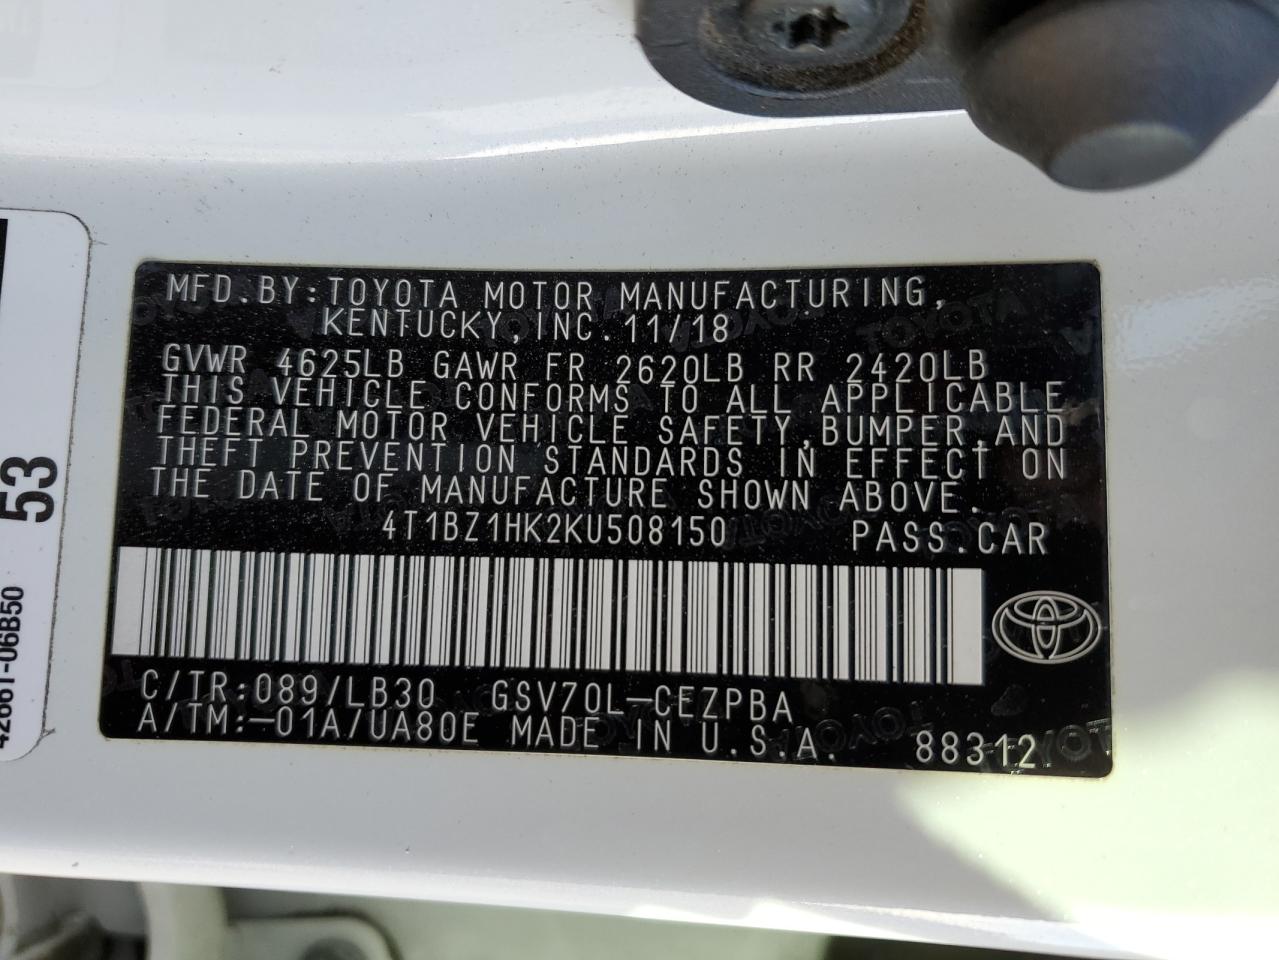 MFD.BY:TOYOTA MOTOR MANUFACTURING,
KENTUCKY,INC. 11/18
GVWR 4625LB GAWR FR 2620LB RR 2420LB
THIS VEHICLE CONFORMS TO ALL APPLICABLE
FEDERAL MOTOR VEHICLE SAFETY,BUMPER,AND
THEFT PREVENTION STANDARDS IN EFFECT ON
THE DATE OF MANUFACTURE SHOWN ABOVE.
4T1BZ1HK2KU508150 PASS.CAR
C/TR:089/LB30 GSV70L-CEZPBA
A/TM:-01A/UA80E MADE IN U.S.A. 88312
53
42661-06B50